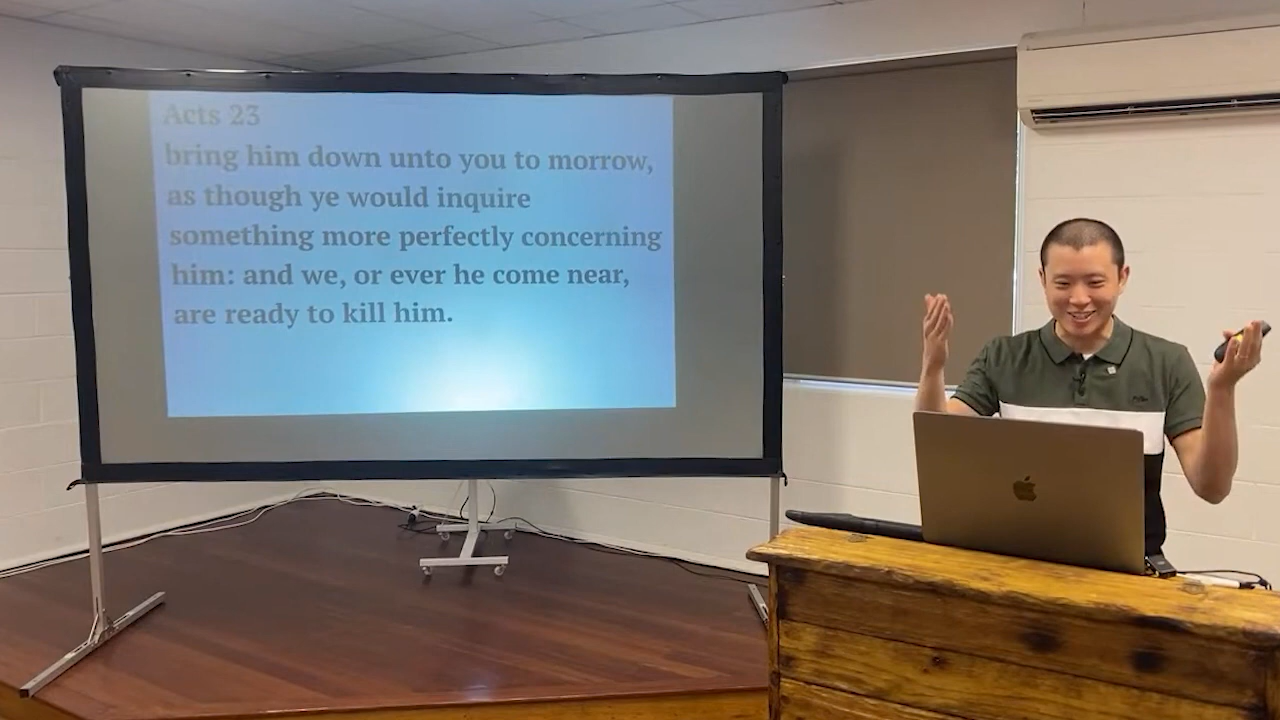 Acts 23
bring him down unto you to morrow,
as though ye would inquire
something more perfectly concerning
him: and we, or ever he come near,
are ready to kill him.